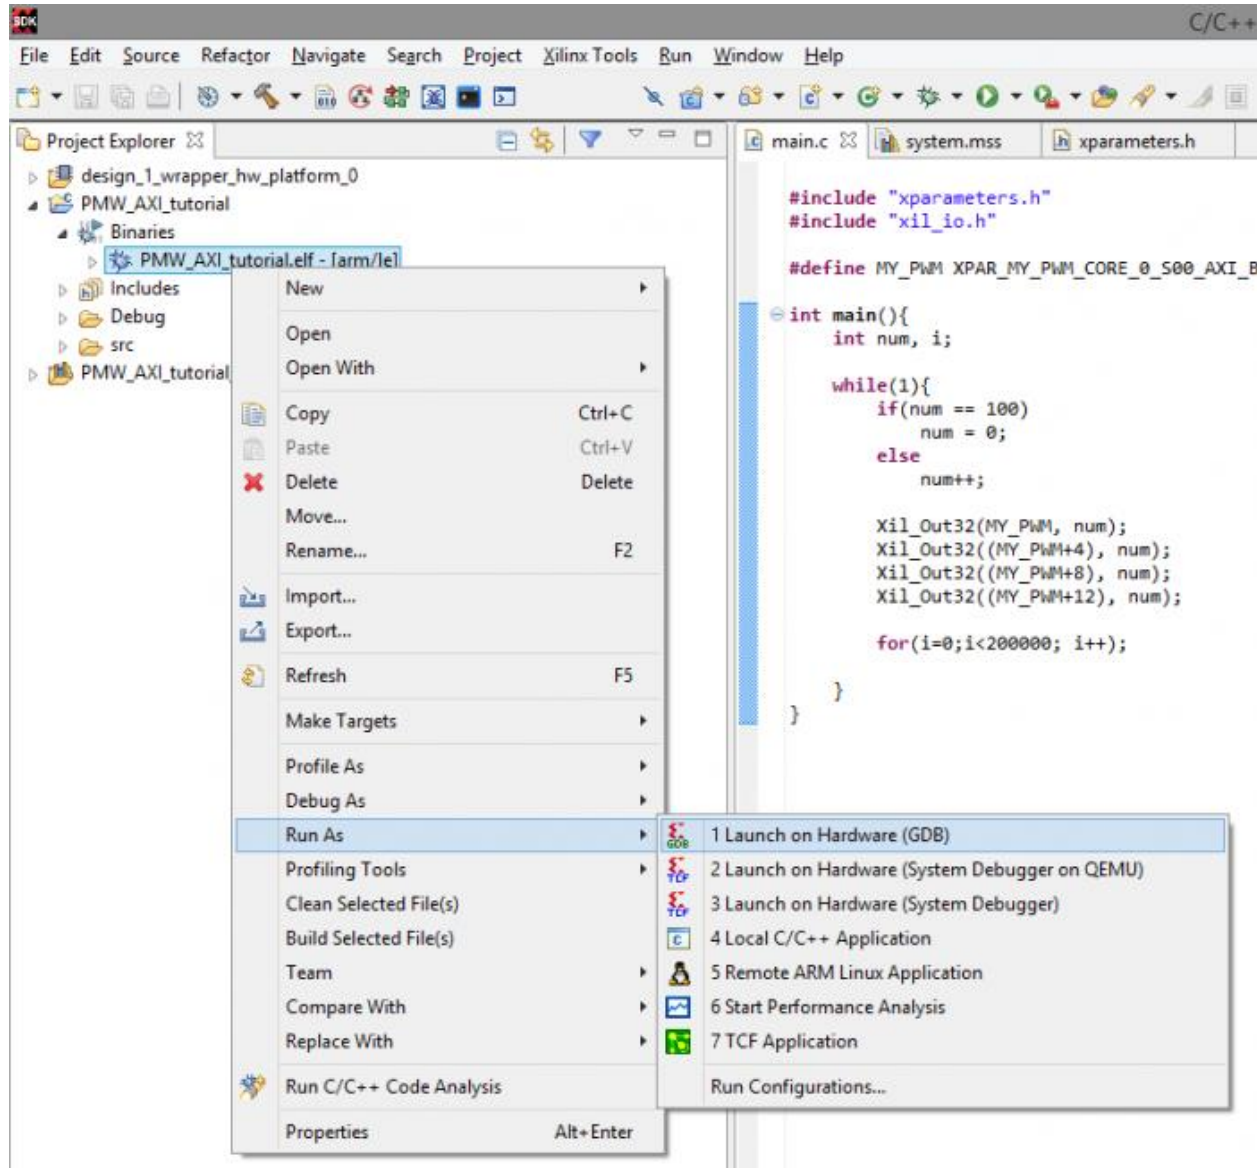 SDK
C/C++
File Edit Source Refactor Navigate Search Project Xilinx Tools Run Window Help
Project Explorer
main.c system.mss xparameters.h
design_1_wrapper_hw_platform_0
PMW_AXI_tutorial
Binaries
PMW_AXI_tutorial.elf - [arm/le]
Includes
Debug
src
PMW_AXI_tutorial
New
Open
Open With
Copy Ctrl+C
Paste Ctrl+V
Delete Delete
Move...
Rename... F2
Import...
Export...
Refresh F5
Make Targets
Profile As
Debug As
Run As
Profiling Tools
Clean Selected File(s)
Build Selected File(s)
Team
Compare With
Replace With
Run C/C++ Code Analysis
Properties Alt+Enter
GDB 1 Launch on Hardware (GDB)
TCF 2 Launch on Hardware (System Debugger on QEMU)
TCF 3 Launch on Hardware (System Debugger)
4 Local C/C++ Application
5 Remote ARM Linux Application
6 Start Performance Analysis
7 TCF Application
Run Configurations...
#include "xparameters.h"
#include "xil_io.h"
#define MY_PWM XPAR_MY_PWM_CORE_0_S00_AXI_B
int main(){
int num, i;
while(1){
if(num == 100)
num = 0;
else
num++;
Xil_Out32(MY_PWM, num);
Xil_Out32((MY_PWM+4), num);
Xil_Out32((MY_PWM+8), num);
Xil_Out32((MY_PWM+12), num);
for(i=0;i<200000; i++);
}
}